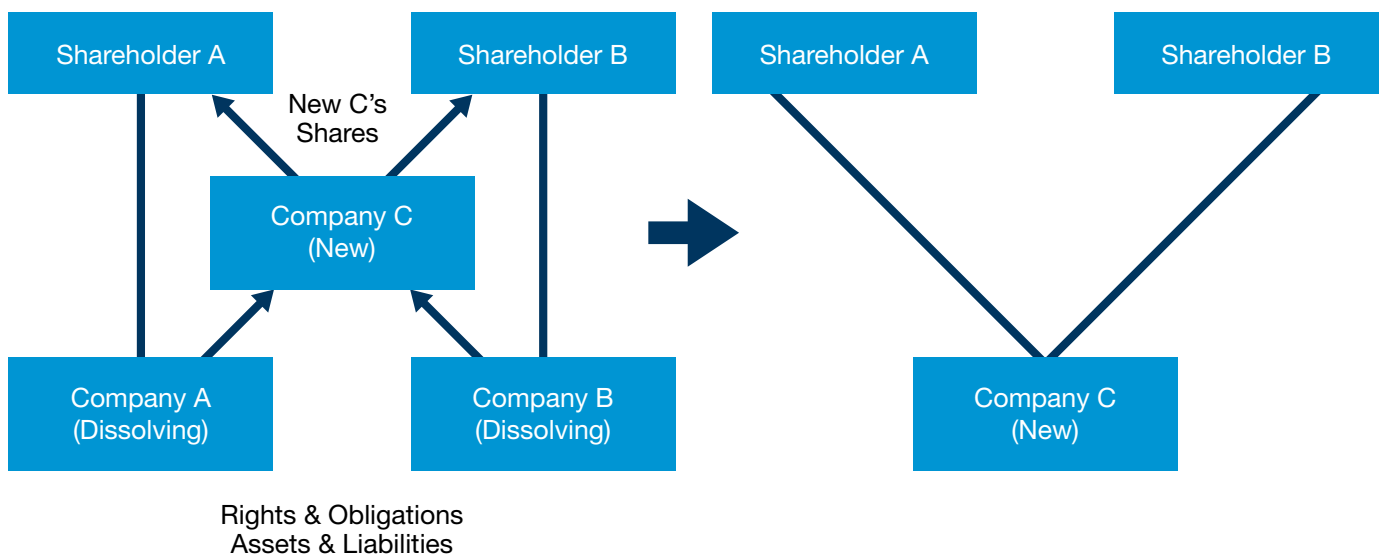 Shareholder A
Shareholder B
New C’s
Shares
Company C
(New)
Company A
(Dissolving)
Company B
(Dissolving)
Rights & Obligations
Assets & Liabilities
Shareholder A
Shareholder B
Company C
(New)